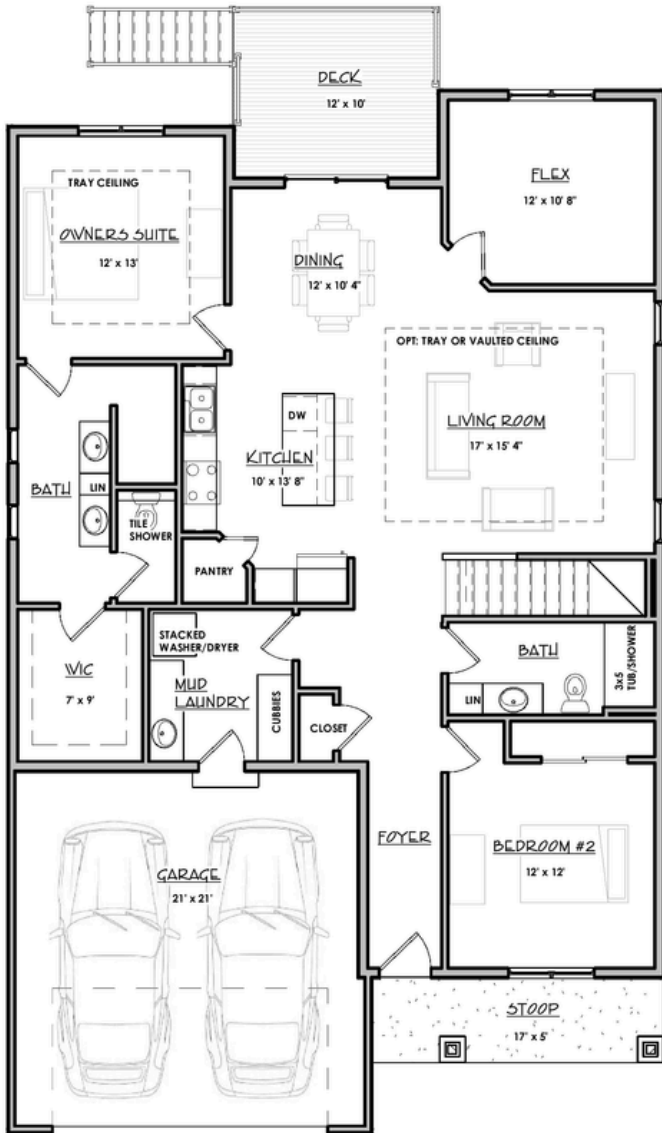 DECK
12' x 10'
FLEX
12' x 10' 8"
TRAY CEILING
OWNERS SUITE
12' x 13'
DINING
12' x 10' 4"
OPT: TRAY OR VAULTED CEILING
LIVING ROOM
17' x 15' 4"
DW
KITCHEN
10' x 13' 8"
BATH
LIN
TILE
SHOWER
PANTRY
STACKED
WASHER/DRYER
WIC
7' x 9'
MUD
LAUNDRY
CUBBIES
CLOSET
BATH
LIN
3x5
TUB/SHOWER
FOYER
BEDROOM #2
12' x 12'
GARAGE
21' x 21'
STOOP
17' x 5'